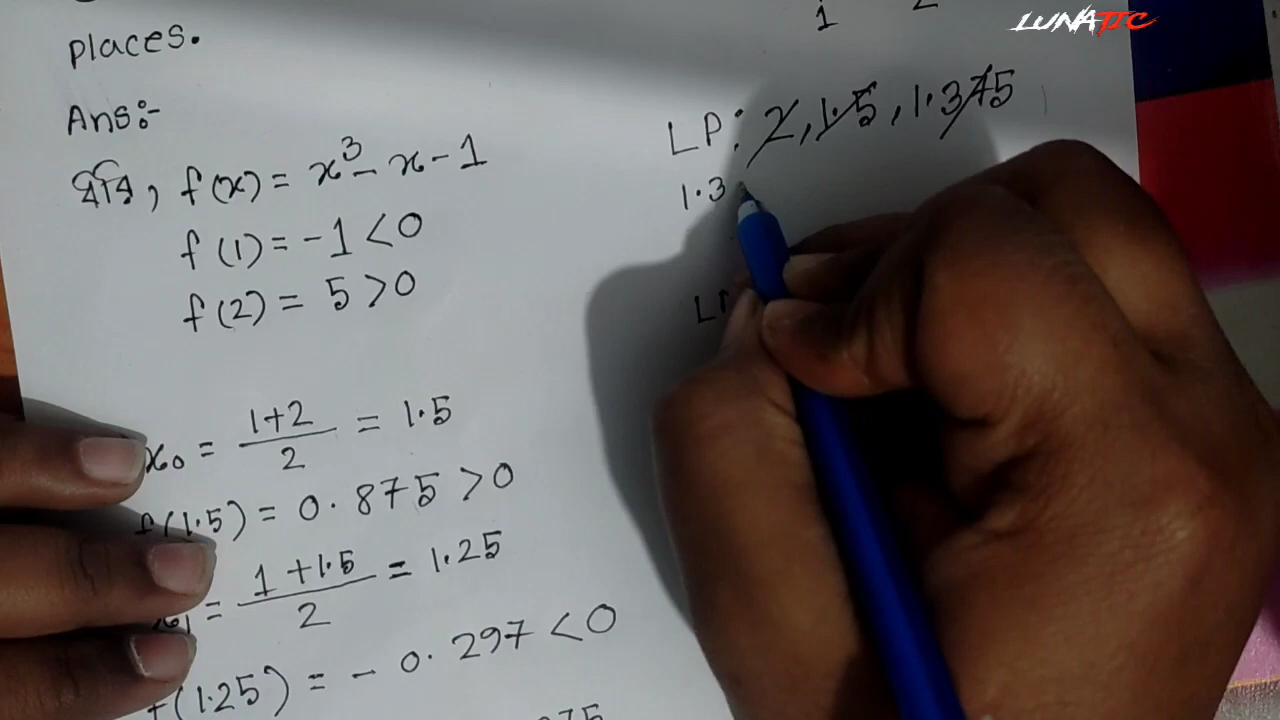 places.
Ans:-
ধরি, f(x) = x³ - x - 1
f(1) = -1 < 0
f(2) = 5 > 0
x₀ = (1+2)/2 = 1.5
f(1.5) = 0.875 > 0
x₁ = (1+1.5)/2 = 1.25
f(1.25) = - 0.297 < 0
LUNATIC
LP: 2, 1.5, 1.375
1.3